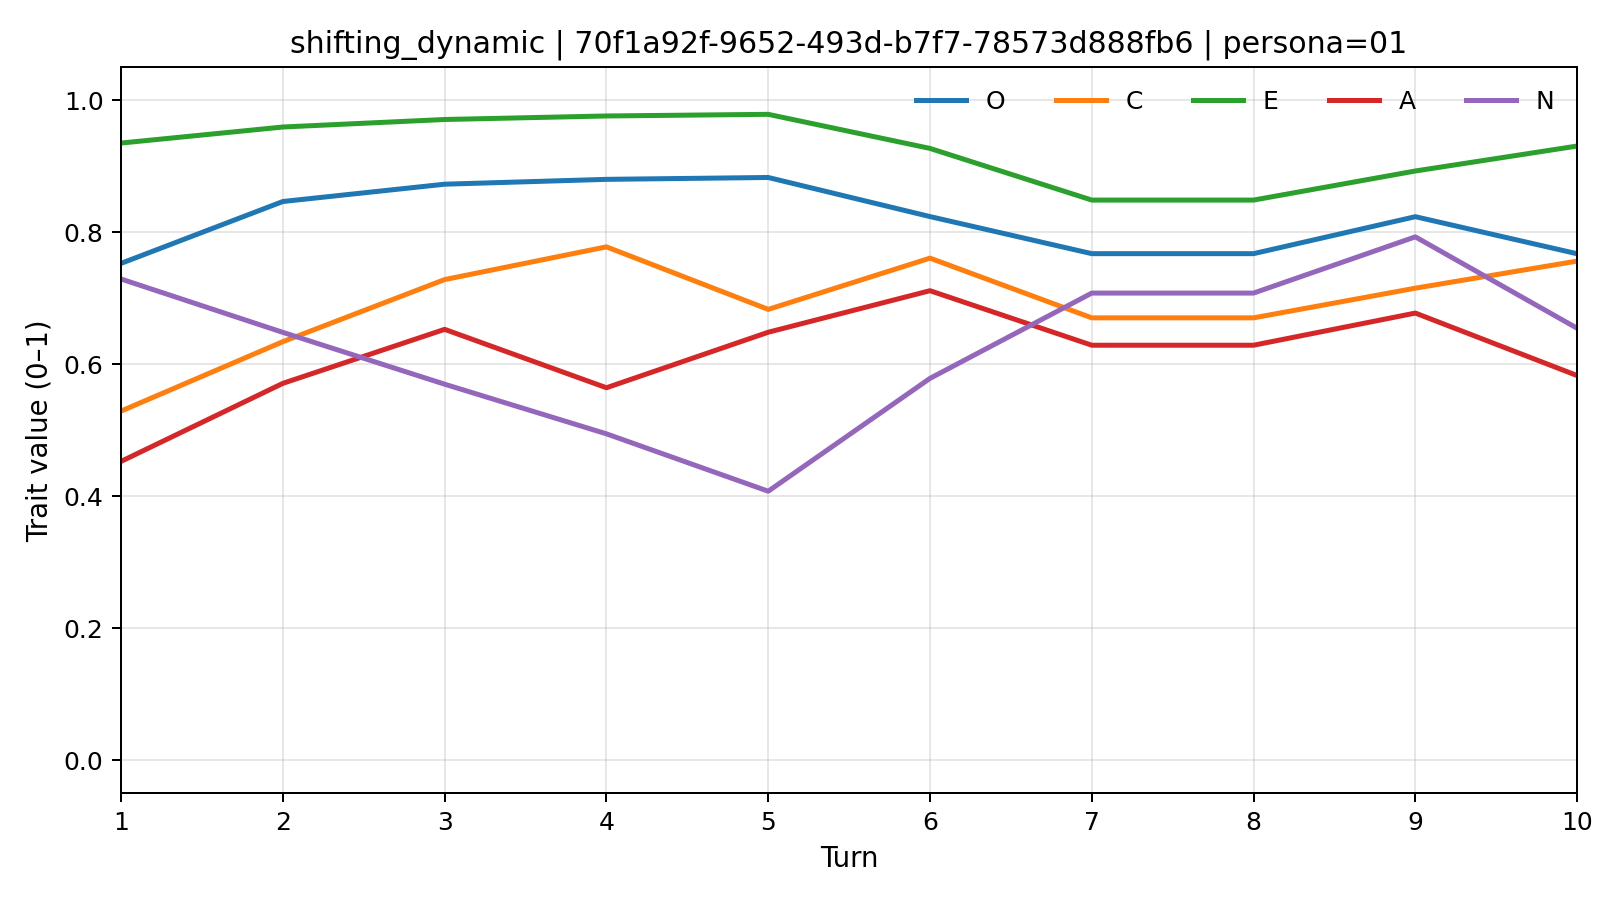 shifting_dynamic | 70f1a92f-9652-493d-b7f7-78573d888fb6 | persona=01
O C E A N
Trait value (0–1)
1.0
0.8
0.6
0.4
0.2
0.0
1 2 3 4 5 6 7 8 9 10
Turn